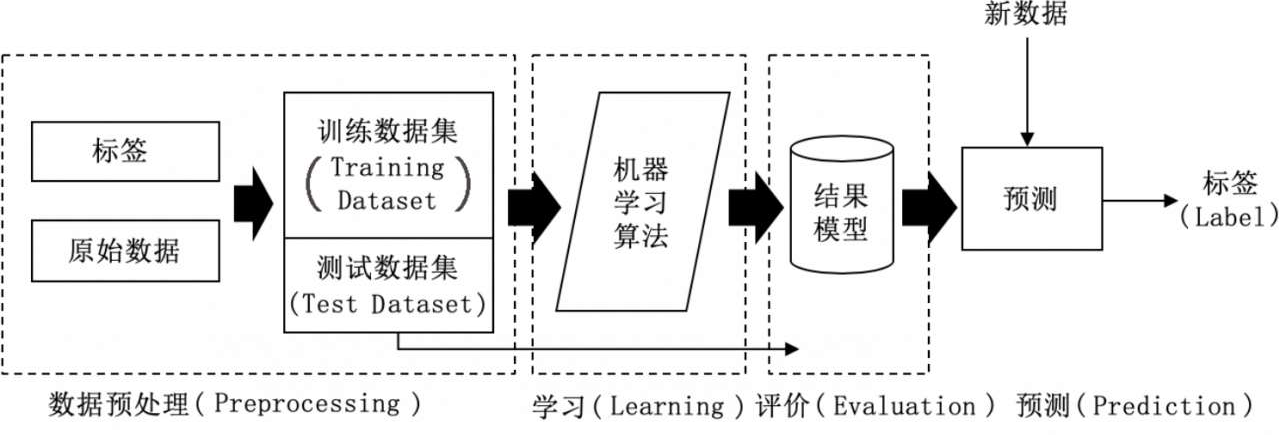 新数据
标签
原始数据
训练数据集
(Training
Dataset)
测试数据集
(Test Dataset)
机器
学习
算法
结果
模型
预测
标签
(Label)
数据预处理(Preprocessing)
学习(Learning)
评价(Evaluation)
预测(Prediction)